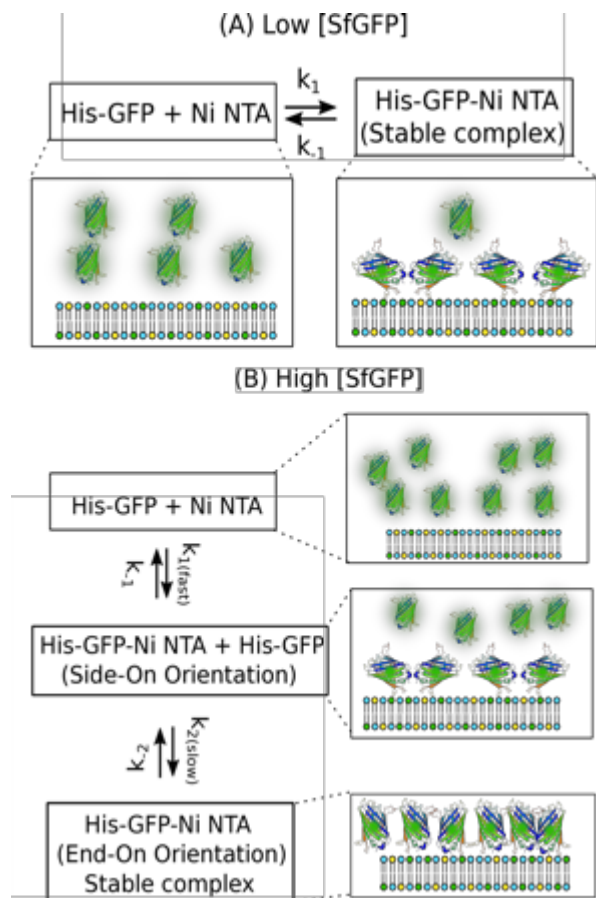 (A) Low [SfGFP]
His-GFP + Ni NTA
k1
k-1
His-GFP-Ni NTA
(Stable complex)
(B) High [SfGFP]
His-GFP + Ni NTA
k-1
k1(fast)
His-GFP-Ni NTA + His-GFP
(Side-On Orientation)
k-2
k2(slow)
His-GFP-Ni NTA
(End-On Orientation)
Stable complex